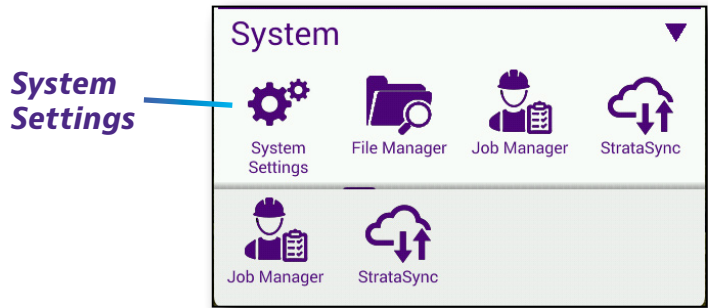 System
System
Settings
System
Settings
File Manager
Job Manager
StrataSync
Job Manager
StrataSync